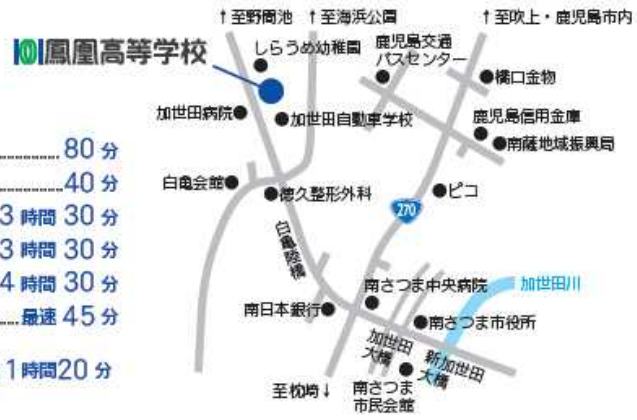 ↑至野間池
↑至海浜公園
↑至吹上・鹿児島市内
鳳凰高等学校
しらうめ幼稚園
鹿児島交通
バスセンター
橋口金物
加世田病院
加世田自動車学校
鹿児島信用金庫
南薩地域振興局
80分
40分
白亀会館
徳久整形外科
ピコ
3時間30分
270
3時間30分
白亀陸橋
4時間30分
南さつま中央病院
加世田川
最速45分
南日本銀行
南さつま市役所
加世田
大橋
新加世田
大橋
1時間20分
至枕崎↓
南さつま
市民会館